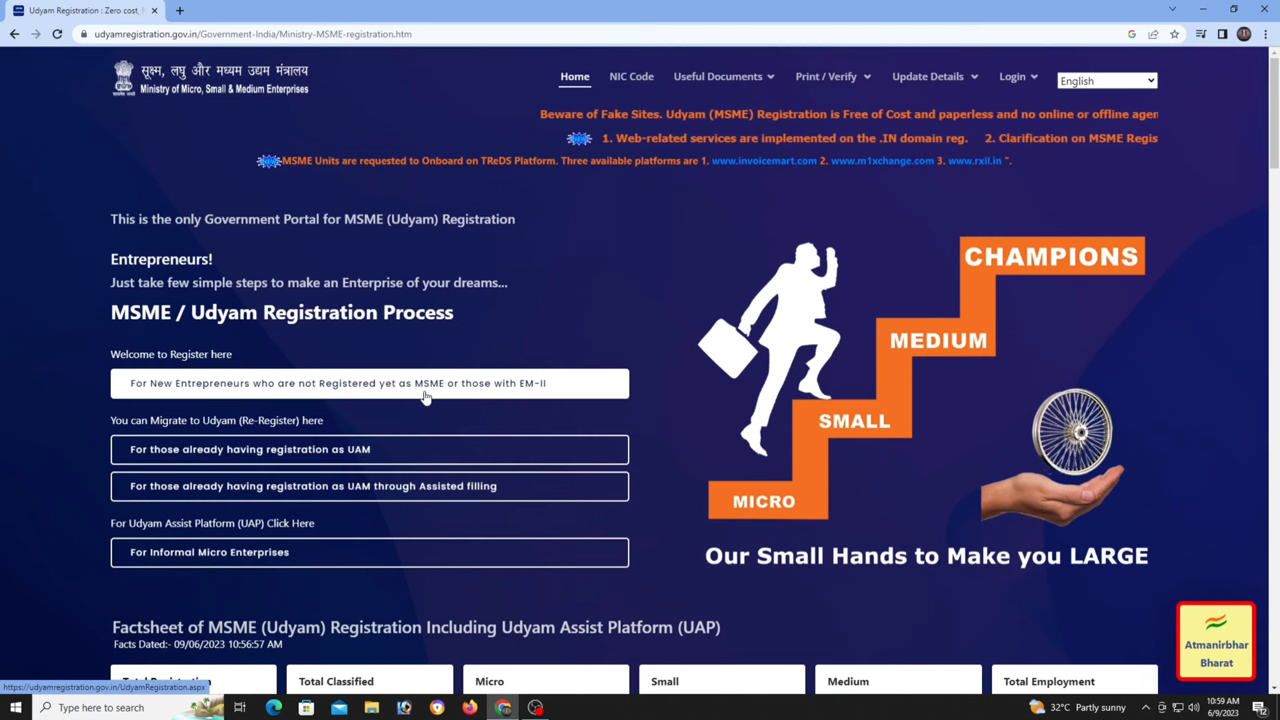 Udyam Registration : Zero cost,
udyamregistration.gov.in/Government-India/Ministry-MSME-registration.htm
सूक्ष्म, लघु और मध्यम उद्यम मंत्रालय
Ministry of Micro, Small & Medium Enterprises
Home NIC Code Useful Documents Print / Verify Update Details Login English
Beware of Fake Sites. Udyam (MSME) Registration is Free of Cost and paperless and no online or offline agen
1. Web-related services are implemented on the .IN domain reg. 2. Clarification on MSME Regis
MSME Units are requested to Onboard on TReDS Platform. Three available platforms are 1. www.invoicemart.com 2. www.m1xchange.com 3. www.rxil.in ".
This is the only Government Portal for MSME (Udyam) Registration
Entrepreneurs!
Just take few simple steps to make an Enterprise of your dreams...
MSME / Udyam Registration Process
Welcome to Register here
For New Entrepreneurs who are not Registered yet as MSME or those with EM-II
You can Migrate to Udyam (Re-Register) here
For those already having registration as UAM
For those already having registration as UAM through Assisted filling
For Udyam Assist Platform (UAP) Click Here
For Informal Micro Enterprises
CHAMPIONS
MEDIUM
SMALL
MICRO
Our Small Hands to Make you LARGE
Atmanirbhar
Bharat
Factsheet of MSME (Udyam) Registration Including Udyam Assist Platform (UAP)
Facts Dated:- 09/06/2023 10:56:57 AM
Total Registration Total Classified Micro Small Medium Total Employment
https://udyamregistration.gov.in/UdyamRegistration.aspx
Type here to search
32°C Partly sunny
10:59 AM
6/9/2023
12